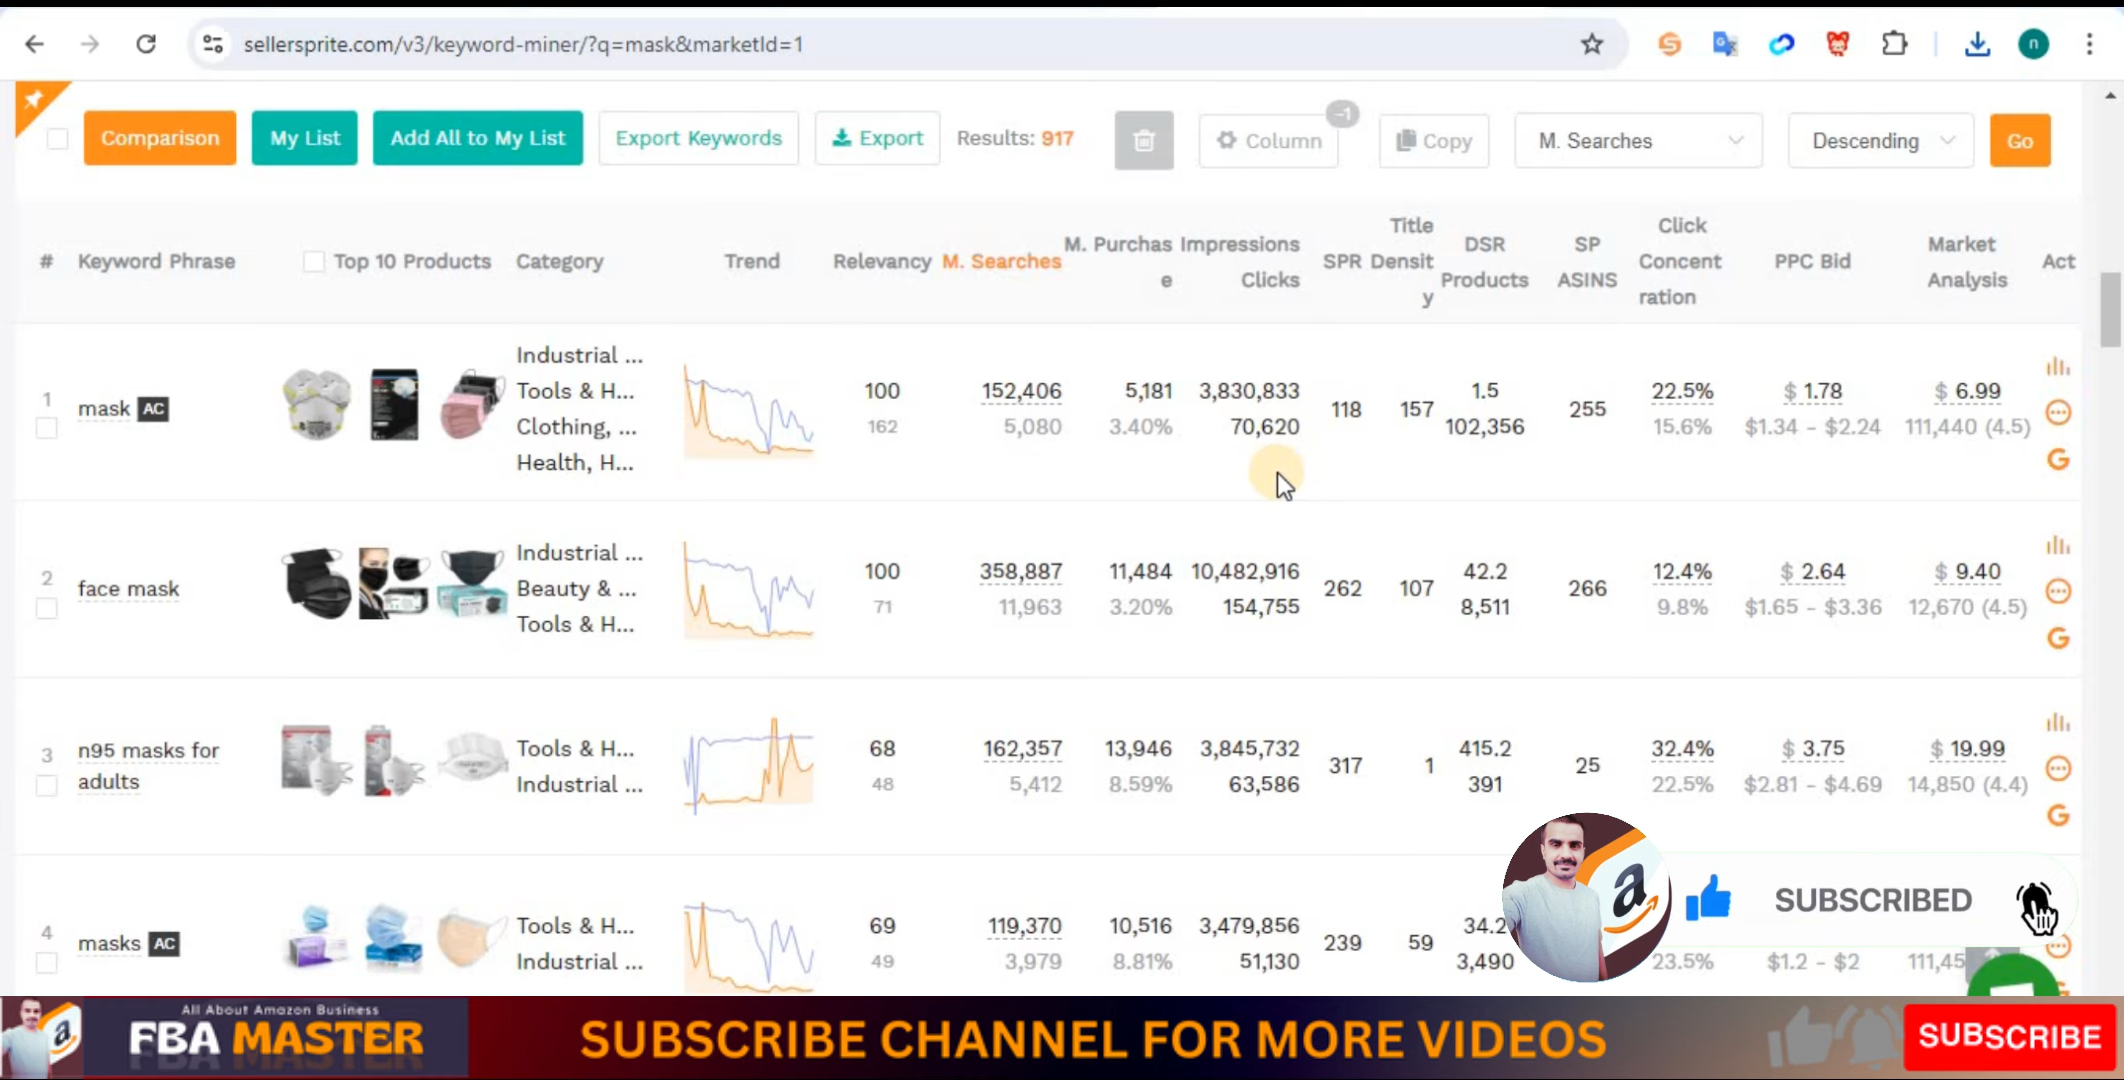 sellersprite.com/v3/keyword-miner/?q=mask&marketId=1
n
Comparison My List Add All to My List Export Keywords Export Results: 917 Column -1 Copy M. Searches Descending Go
# Keyword Phrase Top 10 Products Category Trend Relevancy M. Searches M. Purchase Impressions Clicks SPR Title Density DSR Products SP ASINS Click Concentration PPC Bid Market Analysis Act
1 mask AC
Industrial ...
Tools & H...
Clothing, ...
Health, H...
100 152,406 5,181 3,830,833 118 157 1.5 255 22.5% $ 1.78 $ 6.99
162 5,080 3.40% 70,620 102,356 15.6% $1.34 - $2.24 111,440 (4.5)
2 face mask
Industrial ...
Beauty & ...
Tools & H...
100 358,887 11,484 10,482,916 262 107 42.2 266 12.4% $ 2.64 $ 9.40
71 11,963 3.20% 154,755 8,511 9.8% $1.65 - $3.36 12,670 (4.5)
3 n95 masks for
adults
Tools & H...
Industrial ...
68 162,357 13,946 3,845,732 317 1 415.2 25 32.4% $ 3.75 $ 19.99
48 5,412 8.59% 63,586 391 22.5% $2.81 - $4.69 14,850 (4.4)
4 masks AC
Tools & H...
Industrial ...
69 119,370 10,516 3,479,856 239 59 34.2
49 3,979 8.81% 51,130 3,490 23.5% $1.2 - $2 111,45
a
SUBSCRIBED
All About Amazon Business
FBA MASTER
SUBSCRIBE CHANNEL FOR MORE VIDEOS
SUBSCRIBE